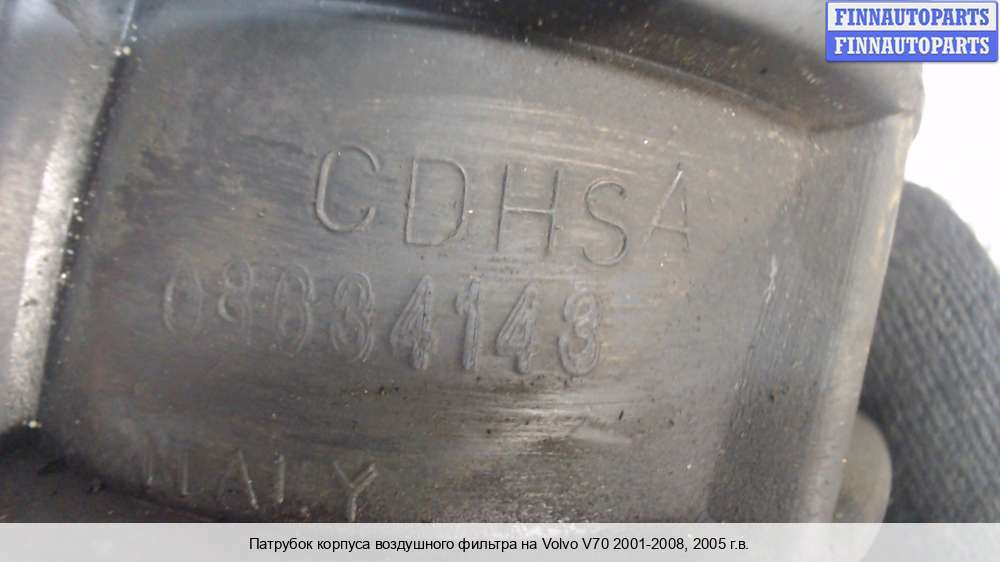 FINNAUTOPARTS
FINNAUTOPARTS
CDHSA
08634143
ITALY
Патрубок корпуса воздушного фильтра на Volvo V70 2001-2008, 2005 г.в.